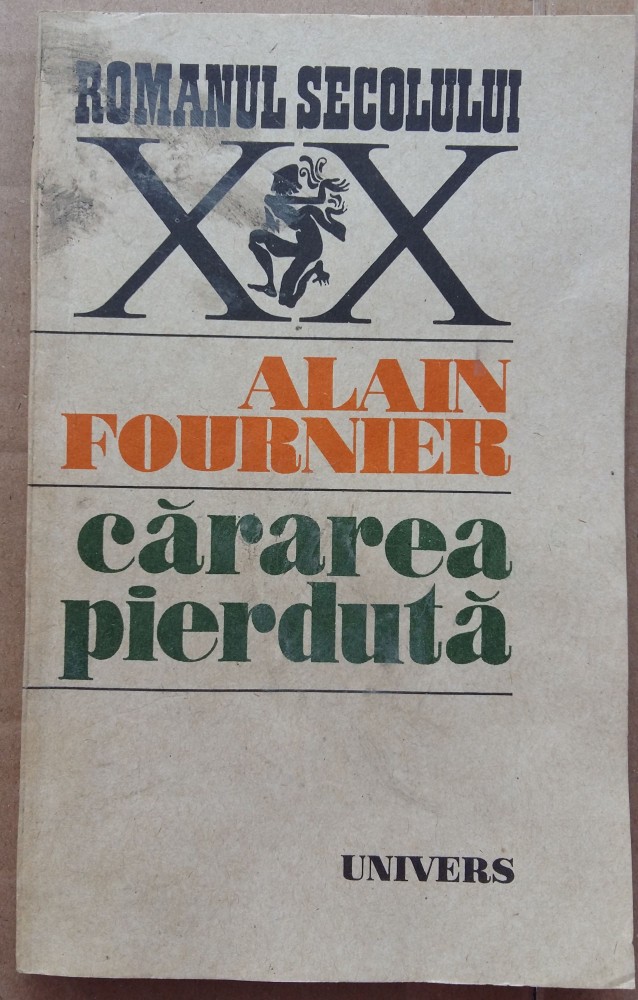 ROMANUL SECOLULUI
XX
ALAIN
FOURNIER
cărarea
pierdută
UNIVERS